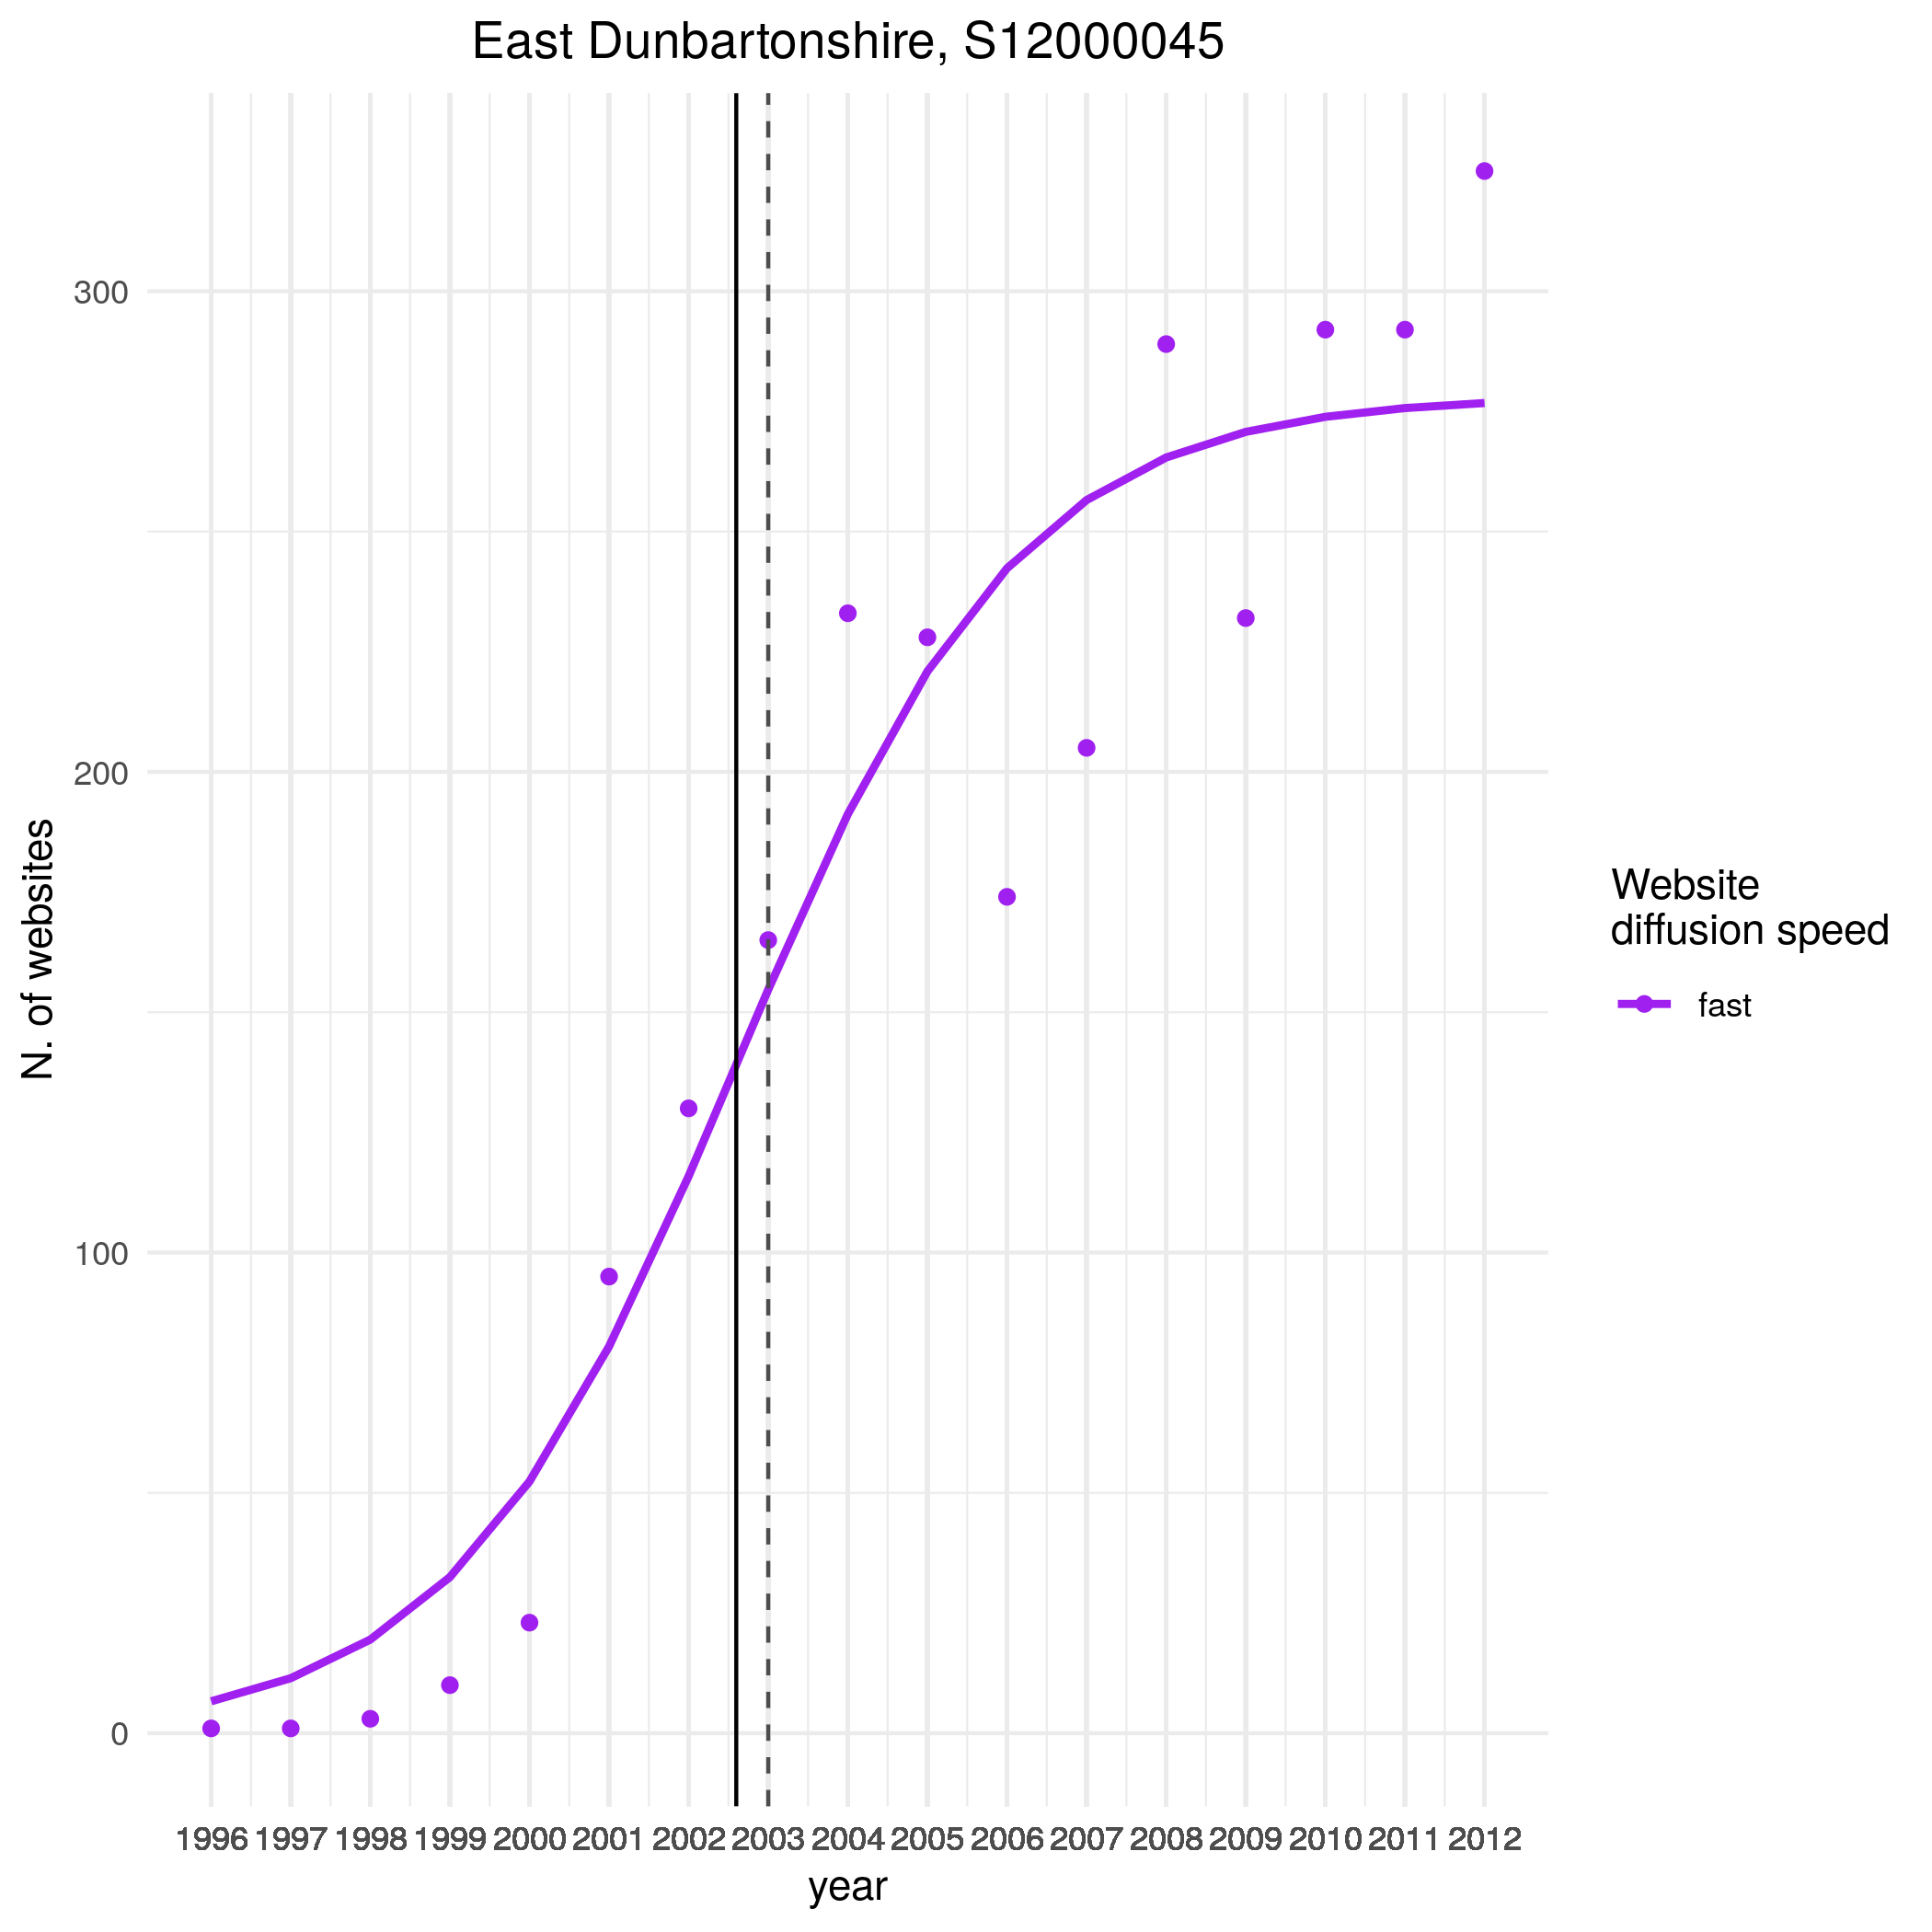 East Dunbartonshire, S12000045
300
200
100
0
N. of websites
1996 1997 1998 1999 2000 2001 2002 2003 2004 2005 2006 2007 2008 2009 2010 2011 2012
year
Website
diffusion speed
fast